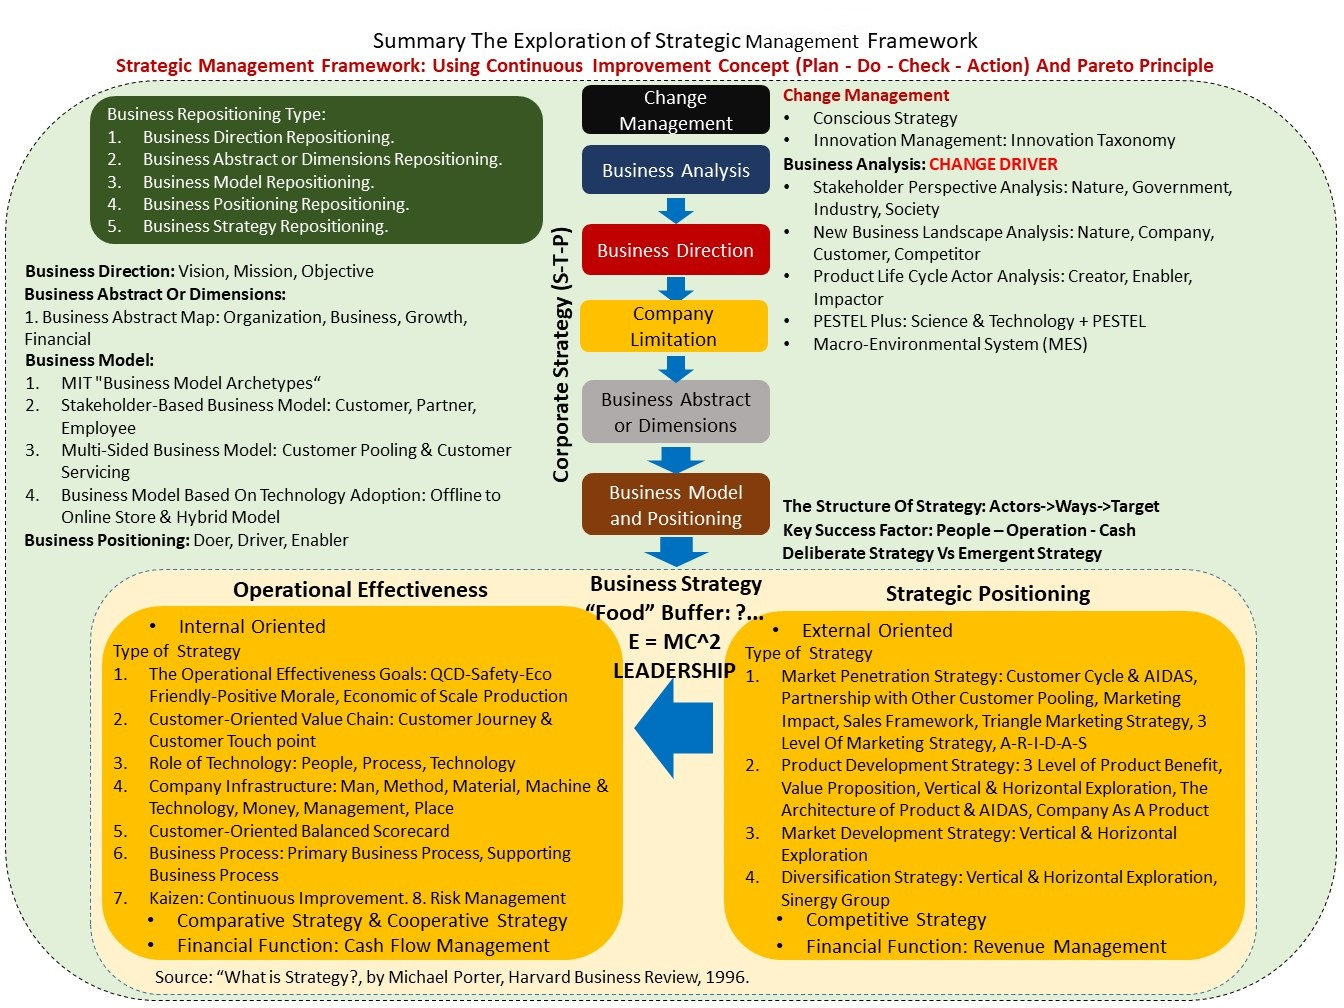 Summary The Exploration of Strategic Management Framework
Strategic Management Framework: Using Continuous Improvement Concept (Plan - Do - Check - Action) And Pareto Principle
Business Repositioning Type:
1. Business Direction Repositioning.
2. Business Abstract or Dimensions Repositioning.
3. Business Model Repositioning.
4. Business Positioning Repositioning.
5. Business Strategy Repositioning.
Business Direction: Vision, Mission, Objective
Business Abstract Or Dimensions:
1. Business Abstract Map: Organization, Business, Growth,
Financial
Business Model:
1. MIT "Business Model Archetypes“
2. Stakeholder-Based Business Model: Customer, Partner,
Employee
3. Multi-Sided Business Model: Customer Pooling & Customer
Servicing
4. Business Model Based On Technology Adoption: Offline to
Online Store & Hybrid Model
Business Positioning: Doer, Driver, Enabler
Corporate Strategy (S-T-P)
Change
Management
Business Analysis
Business Direction
Company
Limitation
Business Abstract
or Dimensions
Business Model
and Positioning
Change Management
• Conscious Strategy
• Innovation Management: Innovation Taxonomy
Business Analysis: CHANGE DRIVER
• Stakeholder Perspective Analysis: Nature, Government,
Industry, Society
• New Business Landscape Analysis: Nature, Company,
Customer, Competitor
• Product Life Cycle Actor Analysis: Creator, Enabler,
Impactor
• PESTEL Plus: Science & Technology + PESTEL
• Macro-Environmental System (MES)
The Structure Of Strategy: Actors->Ways->Target
Key Success Factor: People – Operation - Cash
Deliberate Strategy Vs Emergent Strategy
Business Strategy
“Food” Buffer: ?...
E = MC^2
LEADERSHIP
Operational Effectiveness
• Internal Oriented
Type of Strategy
1. The Operational Effectiveness Goals: QCD-Safety-Eco
Friendly-Positive Morale, Economic of Scale Production
2. Customer-Oriented Value Chain: Customer Journey &
Customer Touch point
3. Role of Technology: People, Process, Technology
4. Company Infrastructure: Man, Method, Material, Machine &
Technology, Money, Management, Place
5. Customer-Oriented Balanced Scorecard
6. Business Process: Primary Business Process, Supporting
Business Process
7. Kaizen: Continuous Improvement. 8. Risk Management
• Comparative Strategy & Cooperative Strategy
• Financial Function: Cash Flow Management
Strategic Positioning
• External Oriented
Type of Strategy
1. Market Penetration Strategy: Customer Cycle & AIDAS,
Partnership with Other Customer Pooling, Marketing
Impact, Sales Framework, Triangle Marketing Strategy, 3
Level Of Marketing Strategy, A-R-I-D-A-S
2. Product Development Strategy: 3 Level of Product Benefit,
Value Proposition, Vertical & Horizontal Exploration, The
Architecture of Product & AIDAS, Company As A Product
3. Market Development Strategy: Vertical & Horizontal
Exploration
4. Diversification Strategy: Vertical & Horizontal Exploration,
Sinergy Group
• Competitive Strategy
• Financial Function: Revenue Management
Source: “What is Strategy?, by Michael Porter, Harvard Business Review, 1996.